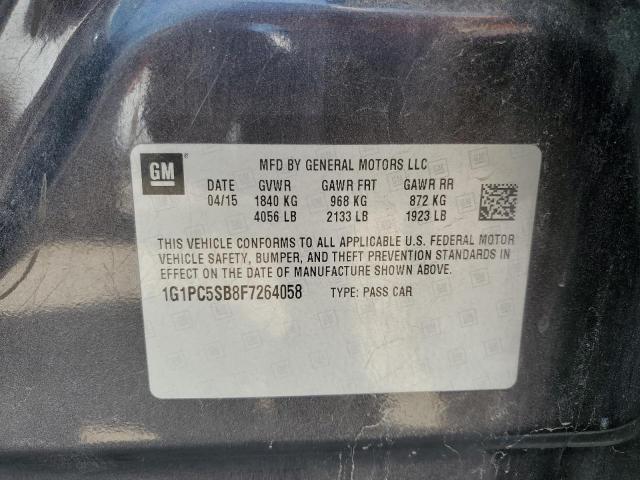 GM ®
MFD BY GENERAL MOTORS LLC
DATE GVWR GAWR FRT GAWR RR
04/15 1840 KG 968 KG 872 KG
4056 LB 2133 LB 1923 LB
THIS VEHICLE CONFORMS TO ALL APPLICABLE U.S. FEDERAL MOTOR
VEHICLE SAFETY, BUMPER, AND THEFT PREVENTION STANDARDS IN
EFFECT ON THE DATE OF MANUFACTURE SHOWN ABOVE.
1G1PC5SB8F7264058 TYPE: PASS CAR